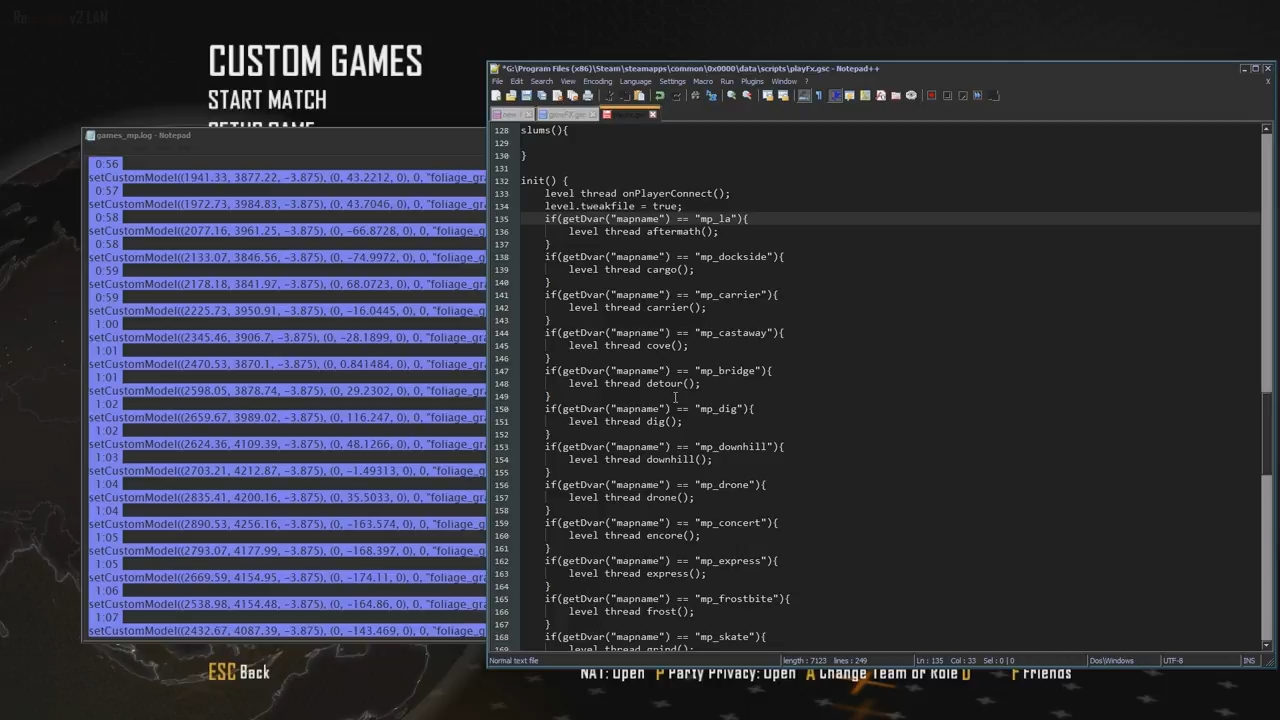 v2 LAN
CUSTOM GAMES
START MATCH
SETUP GAME
games_mp.log - Notepad
0:56
setCustomModel((1941.33, 3877.22, -3.875), (0, 43.2212, 0), 0, "foliage_gra
0:57
setCustomModel((1972.73, 3984.83, -3.875), (0, 43.7046, 0), 0, "foliage_gra
0:58
setCustomModel((2077.16, 3961.25, -3.875), (0, -66.8728, 0), 0, "foliage_g
0:58
setCustomModel((2133.07, 3846.56, -3.875), (0, -74.9972, 0), 0, "foliage_g
0:59
setCustomModel((2178.18, 3841.97, -3.875), (0, 68.0723, 0), 0, "foliage_gra
0:59
setCustomModel((2225.73, 3950.91, -3.875), (0, -16.0445, 0), 0, "foliage_g
1:00
setCustomModel((2345.46, 3906.7, -3.875), (0, -28.1899, 0), 0, "foliage_gr
1:01
setCustomModel((2470.53, 3870.1, -3.875), (0, 0.841484, 0), 0, "foliage_gr
1:01
setCustomModel((2598.05, 3878.74, -3.875), (0, 29.2302, 0), 0, "foliage_gra
1:02
setCustomModel((2659.67, 3989.02, -3.875), (0, 116.247, 0), 0, "foliage_gra
1:02
setCustomModel((2624.36, 4109.39, -3.875), (0, 48.1266, 0), 0, "foliage_gra
1:03
setCustomModel((2703.21, 4212.87, -3.875), (0, -1.49313, 0), 0, "foliage_g
1:04
setCustomModel((2835.41, 4200.16, -3.875), (0, 35.5033, 0), 0, "foliage_gra
1:04
setCustomModel((2890.53, 4256.16, -3.875), (0, -163.574, 0), 0, "foliage_g
1:05
setCustomModel((2793.07, 4177.99, -3.875), (0, -168.397, 0), 0, "foliage_g
1:05
setCustomModel((2669.59, 4154.95, -3.875), (0, -174.11, 0), 0, "foliage_gr
1:06
setCustomModel((2538.98, 4154.48, -3.875), (0, -164.86, 0), 0, "foliage_gr
1:07
setCustomModel((2432.67, 4087.39, -3.875), (0, -143.469, 0), 0, "foliage_g
*G:\Program Files (x86)\Steam\steamapps\common\0x0000\data\scripts\playFx.gsc - Notepad++
File Edit Search View Encoding Language Settings Macro Run Plugins Window ?
X
new
128 slums(){
129
130 }
131
132 init() {
133 level thread onPlayerConnect();
134 level.tweakfile = true;
135 if(getDvar("mapname") == "mp_la"){
136 level thread aftermath();
137 }
138 if(getDvar("mapname") == "mp_dockside"){
139 level thread cargo();
140 }
141 if(getDvar("mapname") == "mp_carrier"){
142 level thread carrier();
143 }
144 if(getDvar("mapname") == "mp_castaway"){
145 level thread cove();
146 }
147 if(getDvar("mapname") == "mp_bridge"){
148 level thread detour();
149 }
150 if(getDvar("mapname") == "mp_dig"){
151 level thread dig();
152 }
153 if(getDvar("mapname") == "mp_downhill"){
154 level thread downhill();
155 }
156 if(getDvar("mapname") == "mp_drone"){
157 level thread drone();
158 }
159 if(getDvar("mapname") == "mp_concert"){
160 level thread encore();
161 }
162 if(getDvar("mapname") == "mp_express"){
163 level thread express();
164 }
165 if(getDvar("mapname") == "mp_frostbite"){
166 level thread frost();
167 }
168 if(getDvar("mapname") == "mp_skate"){
169 level thread grind();
Normal text file length : 7123 lines : 249 Ln : 135 Col : 33 Sel : 0 | 0 Dos\Windows UTF-8 INS
ESC Back NAT: Open P Party Privacy: Open A Change Team or Role F Friends